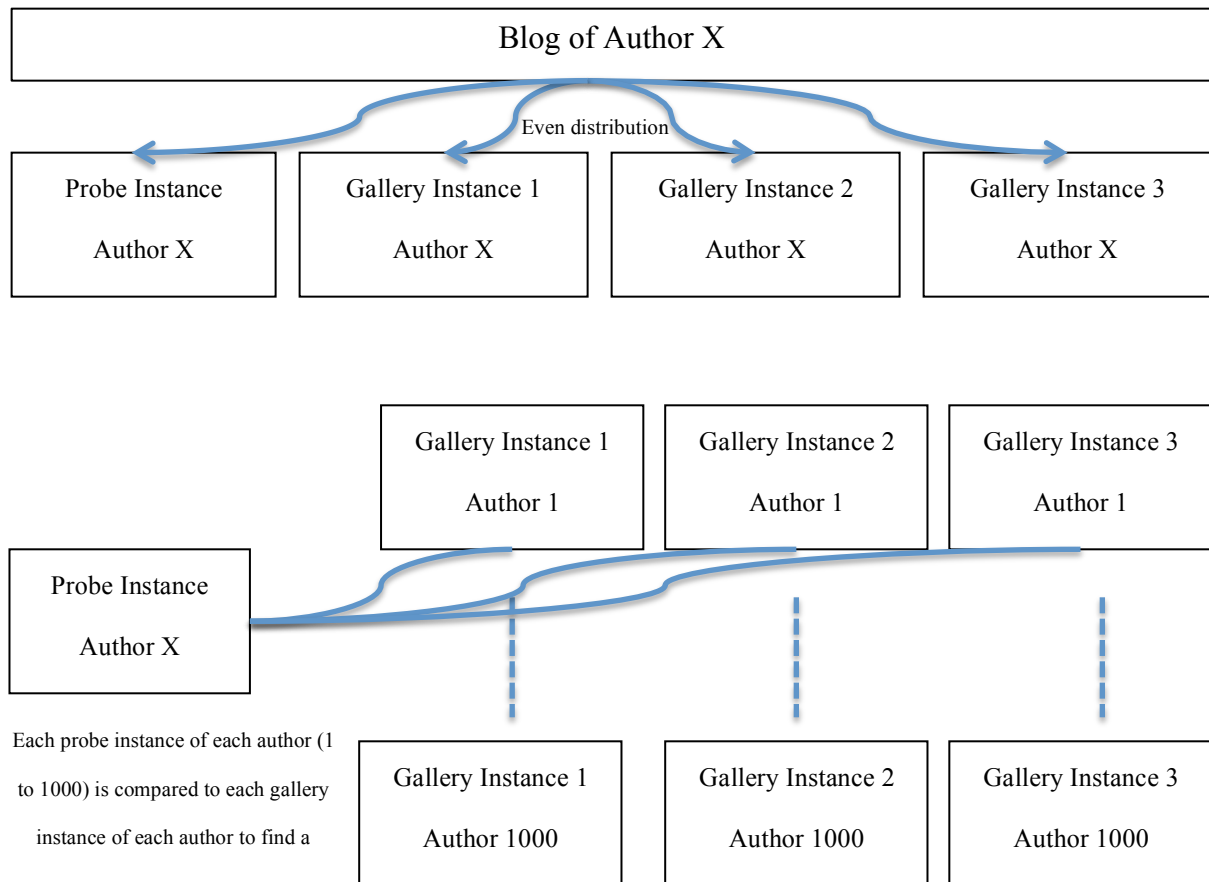 Blog of Author X
Even distribution
Probe Instance
Author X
Gallery Instance 1
Author X
Gallery Instance 2
Author X
Gallery Instance 3
Author X
Gallery Instance 1
Author 1
Gallery Instance 2
Author 1
Gallery Instance 3
Author 1
Probe Instance
Author X
Each probe instance of each author (1
to 1000) is compared to each gallery
instance of each author to find a
Gallery Instance 1
Author 1000
Gallery Instance 2
Author 1000
Gallery Instance 3
Author 1000